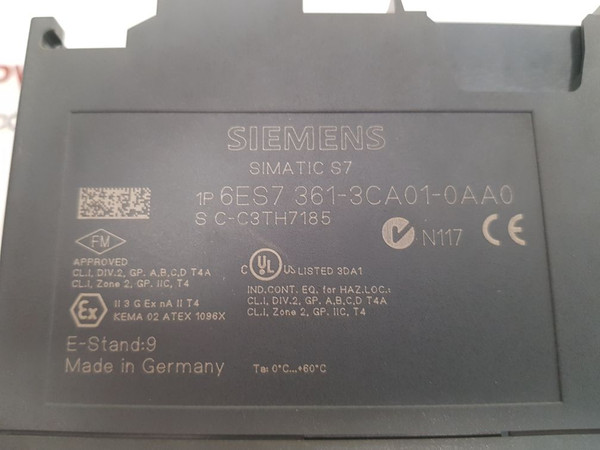 SIEMENS
SIMATIC S7
1P 6ES7 361-3CA01-0AA0
S C-C3TH7185
FM
N117 CE
APPROVED
CL.I, DIV.2, GP. A,B,C,D T4A
CL.I, Zone 2, GP. IIC, T4
C UL US LISTED 3DA1
IND.CONT. EQ. for HAZ.LOC.:
CL.I, DIV.2, GP. A,B,C,D T4A
CL.I, Zone 2, GP. IIC, T4
Ex II 3 G Ex nA II T4
KEMA 02 ATEX 1096X
E-Stand:9
Made in Germany
Ta: 0°C...+60°C